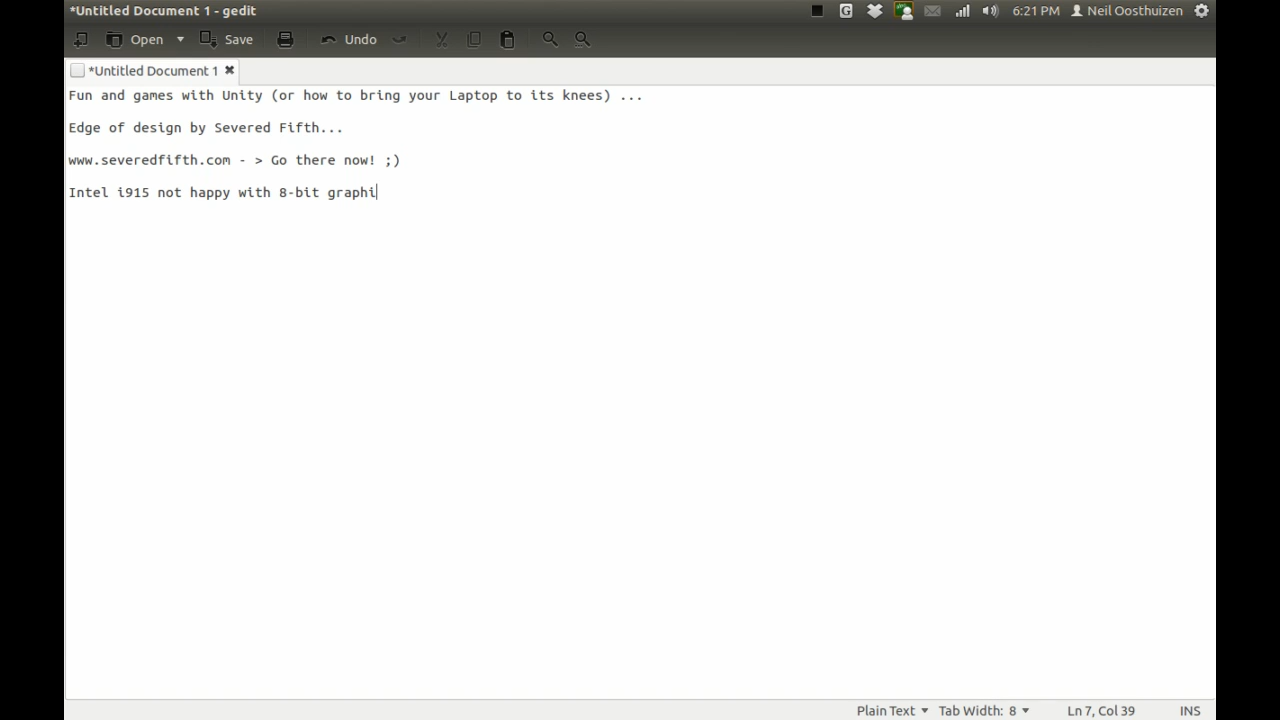 *Untitled Document 1 - gedit
6:21 PM Neil Oosthuizen
Open Save Undo
*Untitled Document 1
Fun and games with Unity (or how to bring your Laptop to its knees) ...
Edge of design by Severed Fifth...
www.severedfifth.com - > Go there now! ;)
Intel i915 not happy with 8-bit graphi
Plain Text Tab Width: 8 Ln 7, Col 39 INS